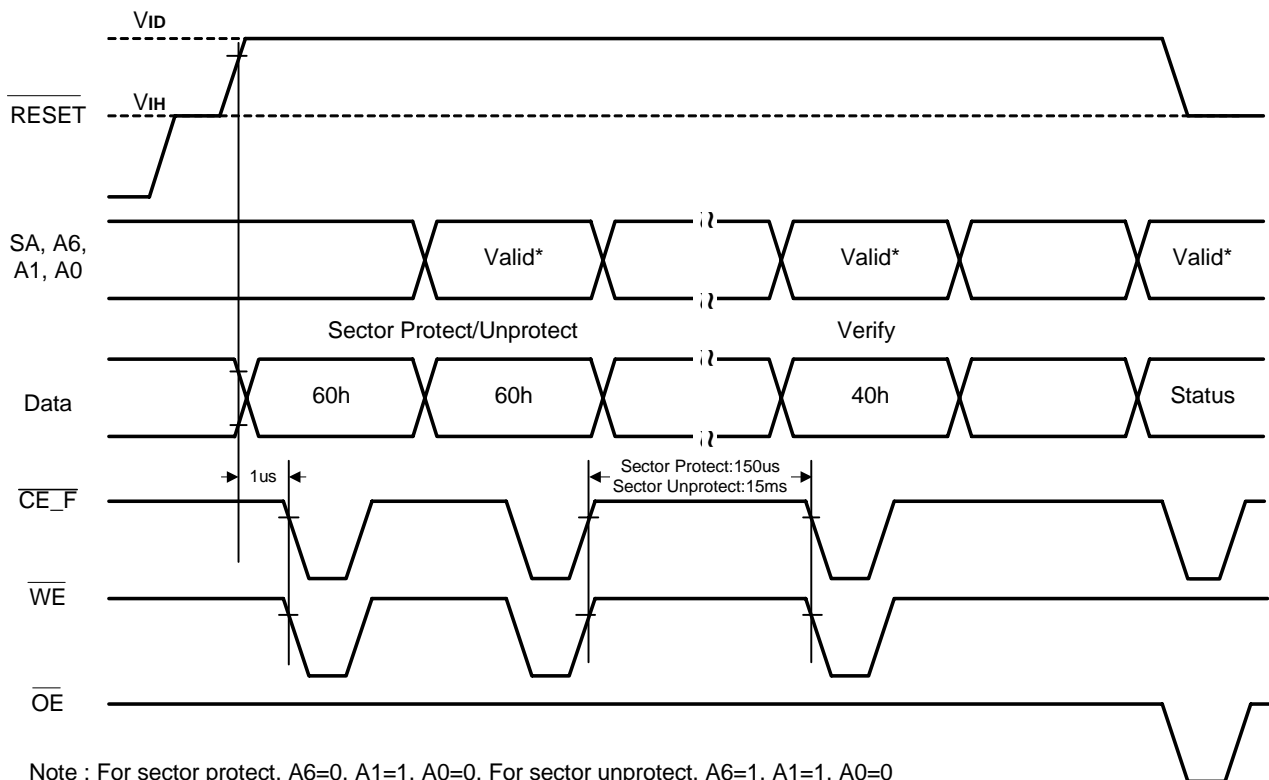 VID
VIH
RESET
SA, A6,
A1, A0
Valid*
Valid*
Valid*
Sector Protect/Unprotect
Verify
Data
60h
60h
40h
Status
1us
Sector Protect:150us
Sector Unprotect:15ms
CE_F
WE
OE
Note : For sector protect, A6=0, A1=1, A0=0. For sector unprotect, A6=1, A1=1, A0=0